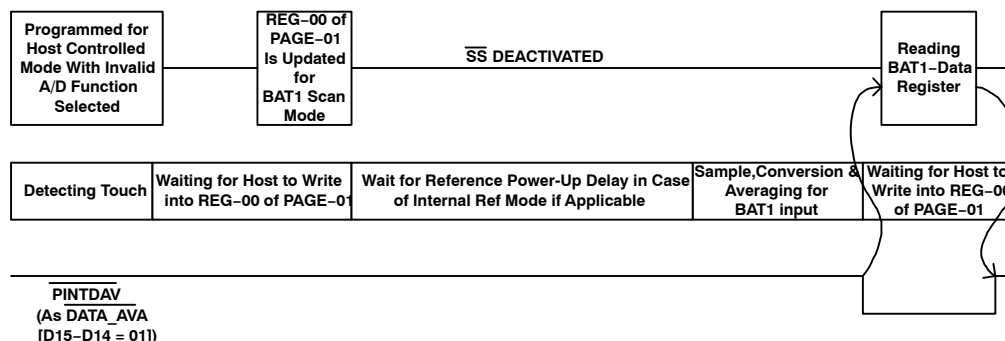 Programmed for
Host Controlled
Mode With Invalid
A/D Function
Selected
REG−00 of
PAGE−01
Is Updated
for
BAT1 Scan
Mode
SS DEACTIVATED
Reading
BAT1−Data
Register
Detecting Touch
Waiting for Host to Write
into REG−00 of PAGE−01
Wait for Reference Power−Up Delay in Case
of Internal Ref Mode if Applicable
Sample,Conversion &
Averaging for
BAT1 input
Waiting for Host to
Write into REG−00
of PAGE−01
PINTDAV
(As DATA_AVA
[D15−D14 = 01])